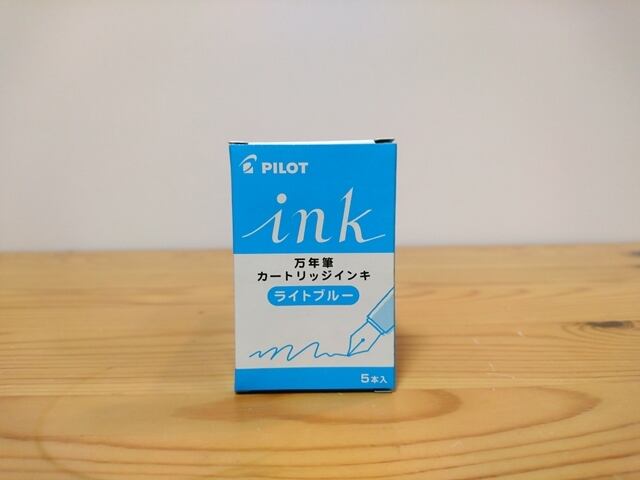 PILOT
ink
万年筆
カートリッジインキ
ライトブルー
5本入